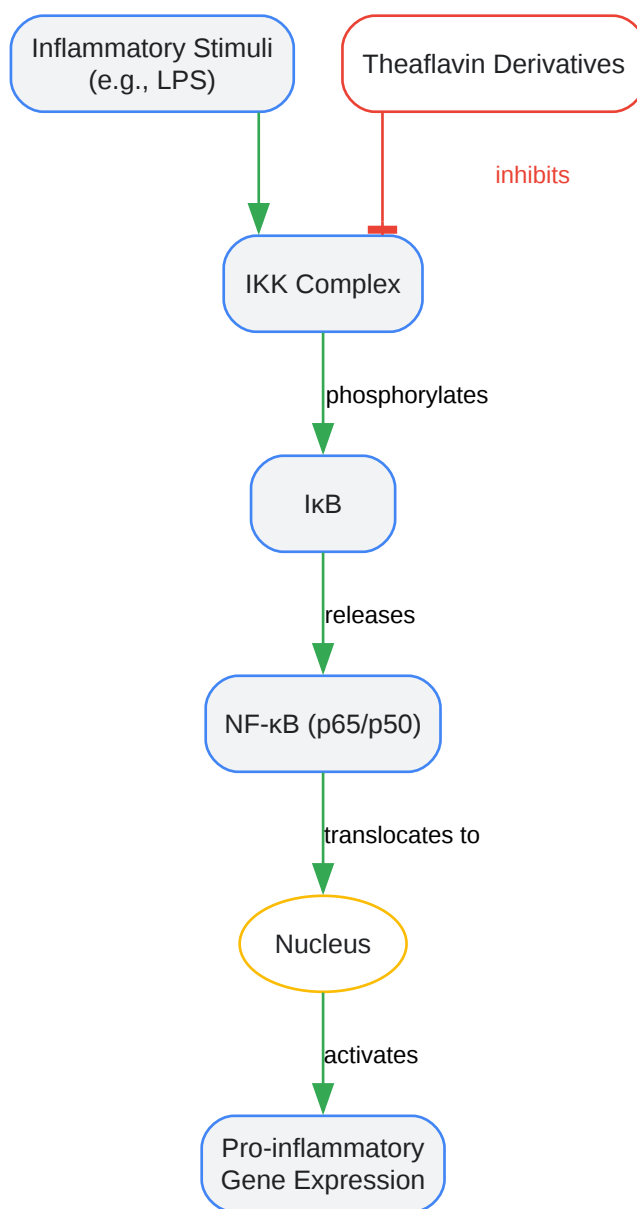 Inflammatory Stimuli
(e.g., LPS)
Theaflavin Derivatives
inhibits
IKK Complex
phosphorylates
IκB
releases
NF-κB (p65/p50)
translocates to
Nucleus
activates
Pro-inflammatory
Gene Expression